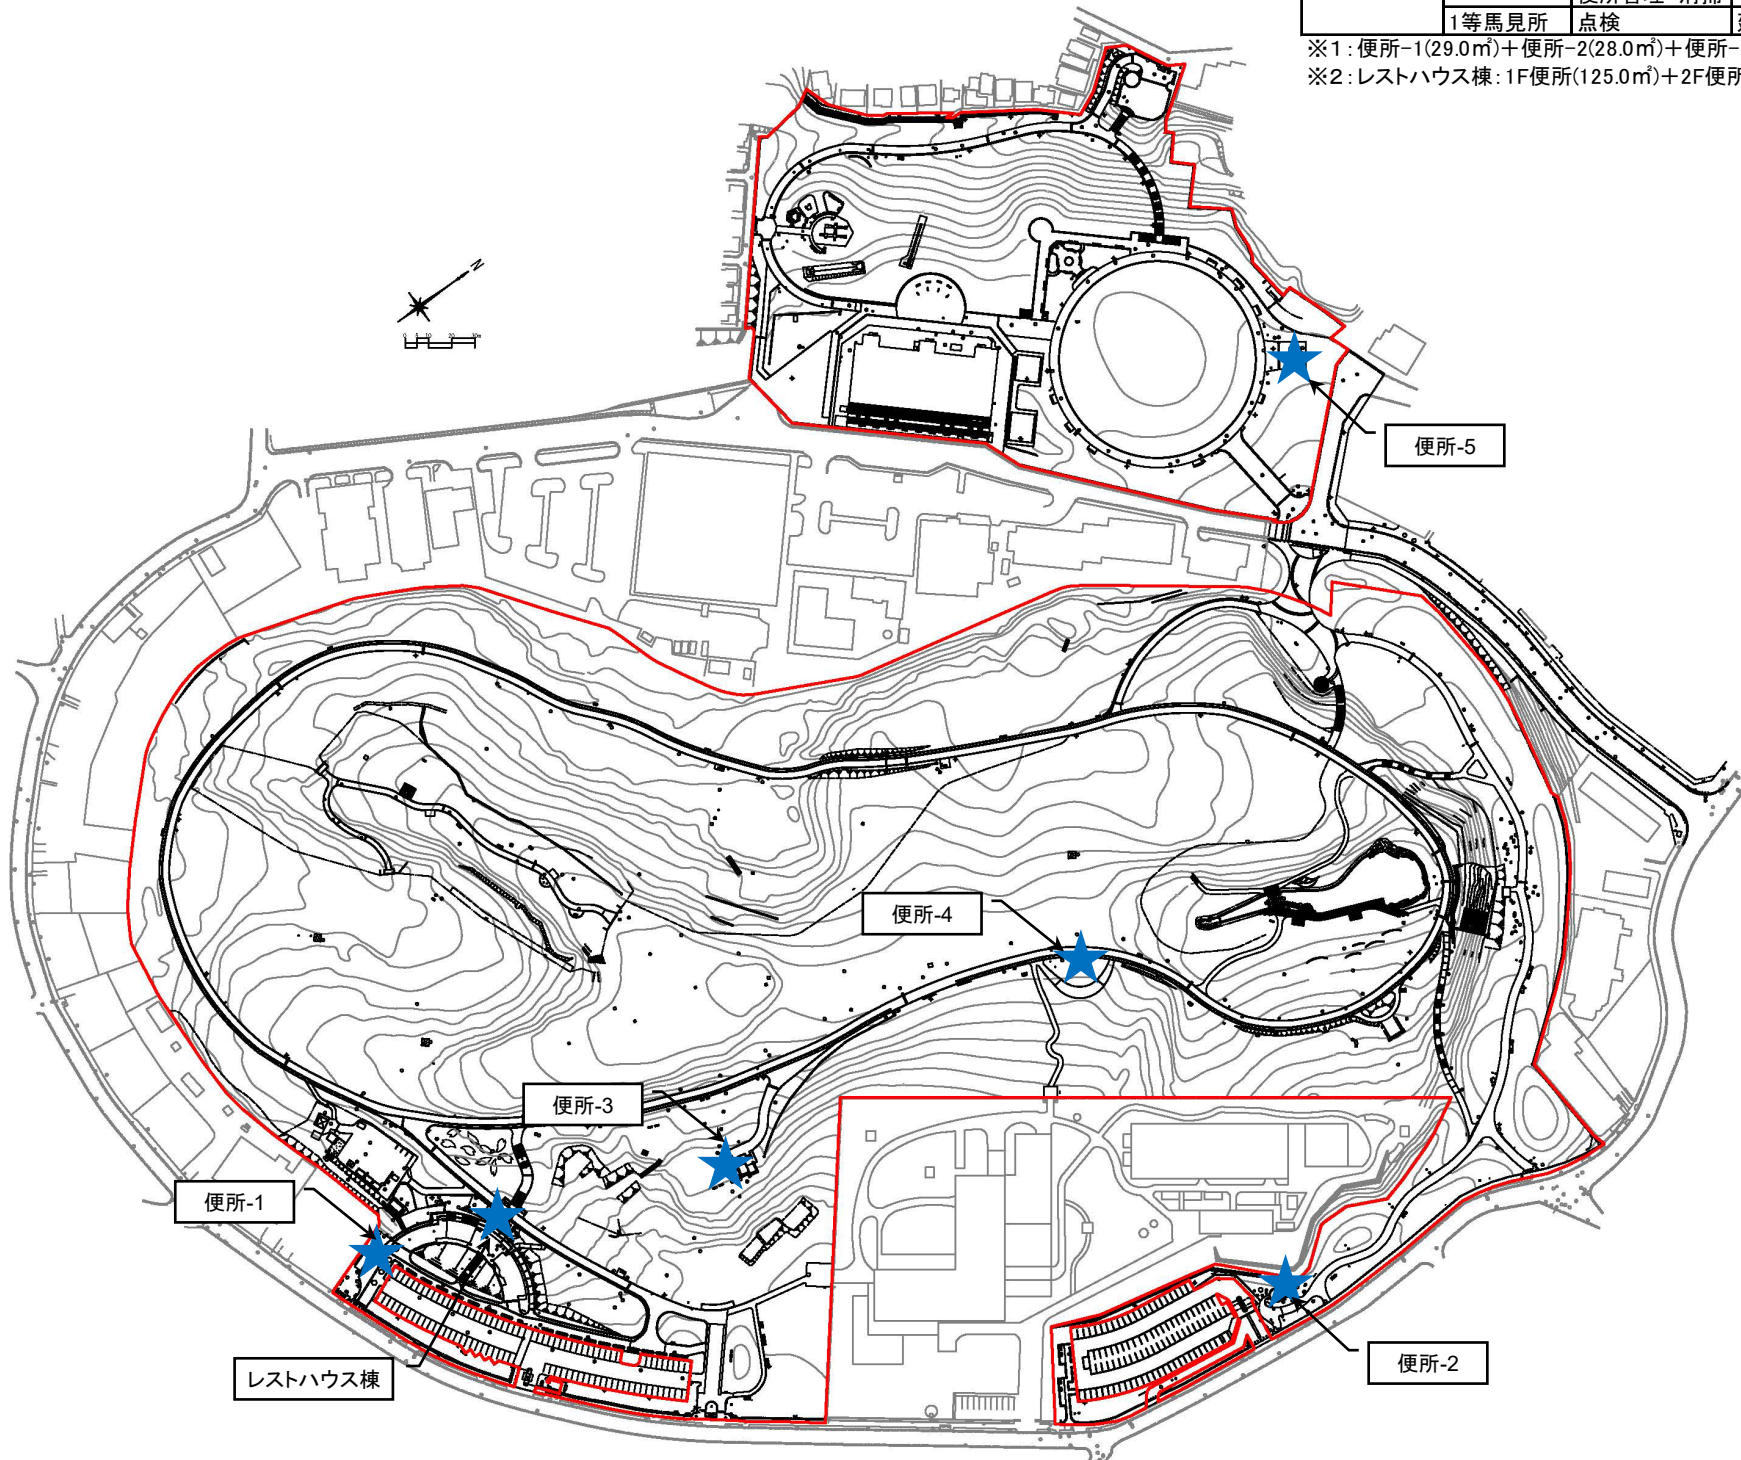 1等馬見所 点検
※1:便所-1(29.0㎡)+便所-2(28.0㎡)+便所-
※2:レストハウス棟:1F便所(125.0㎡)+2F便所
N
便所-5
便所-4
便所-3
便所-1
レストハウス棟
便所-2